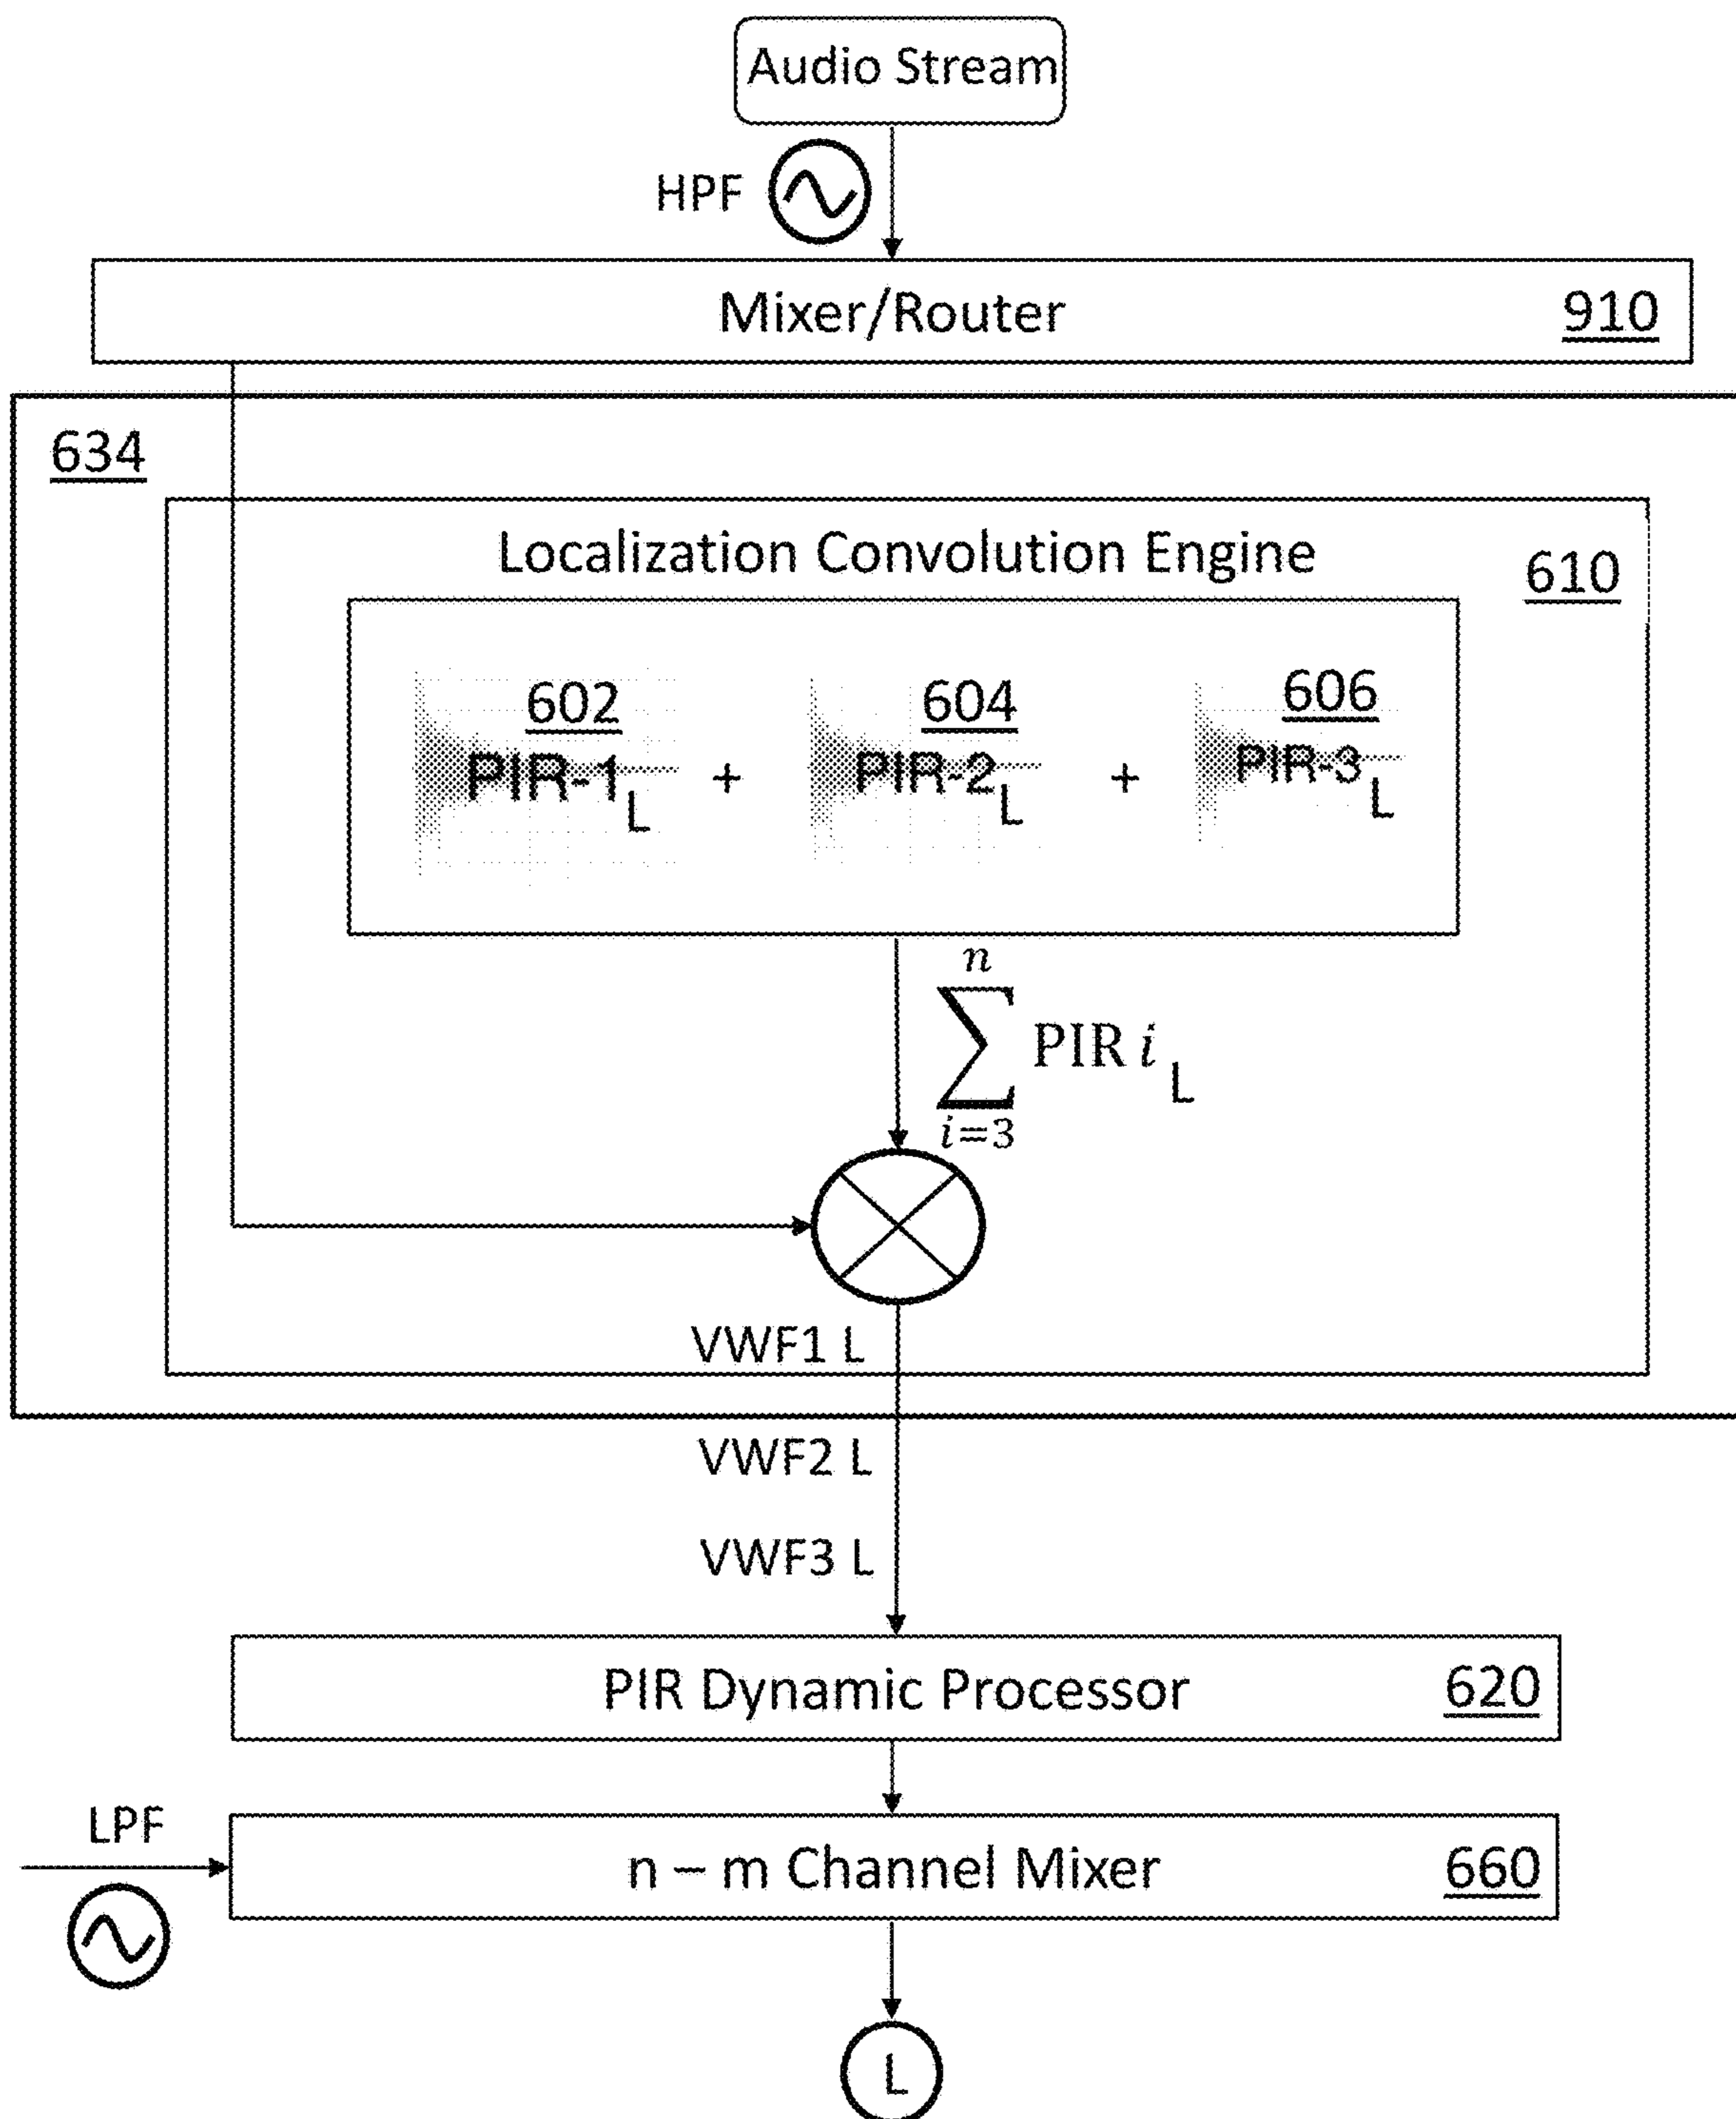 Audio Stream
HPF
Mixer/Router 910
634
Localization Convolution Engine
610
602 604 606
PIR-1L + PIR-2L + PIR-3L
n
∑ PIR i L
i=3
VWF1 L
VWF2 L
VWF3 L
PIR Dynamic Processor 620
LPF
n – m Channel Mixer 660
L